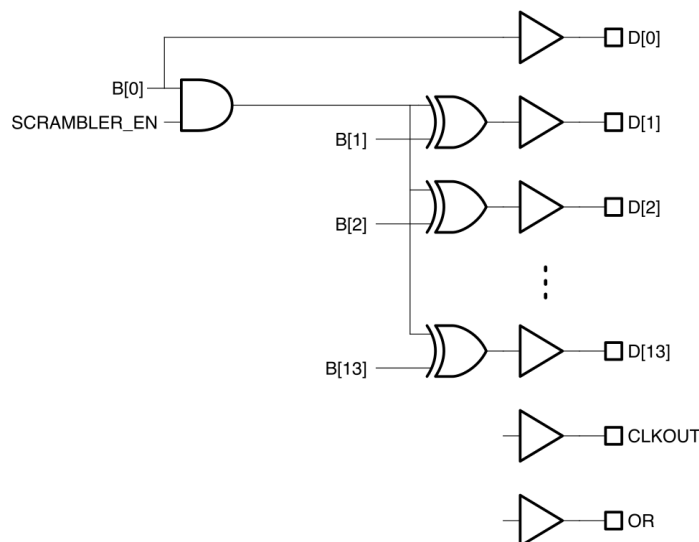 D[0]
B[0]
SCRAMBLER_EN
D[1]
B[1]
D[2]
B[2]
D[13]
B[13]
CLKOUT
OR